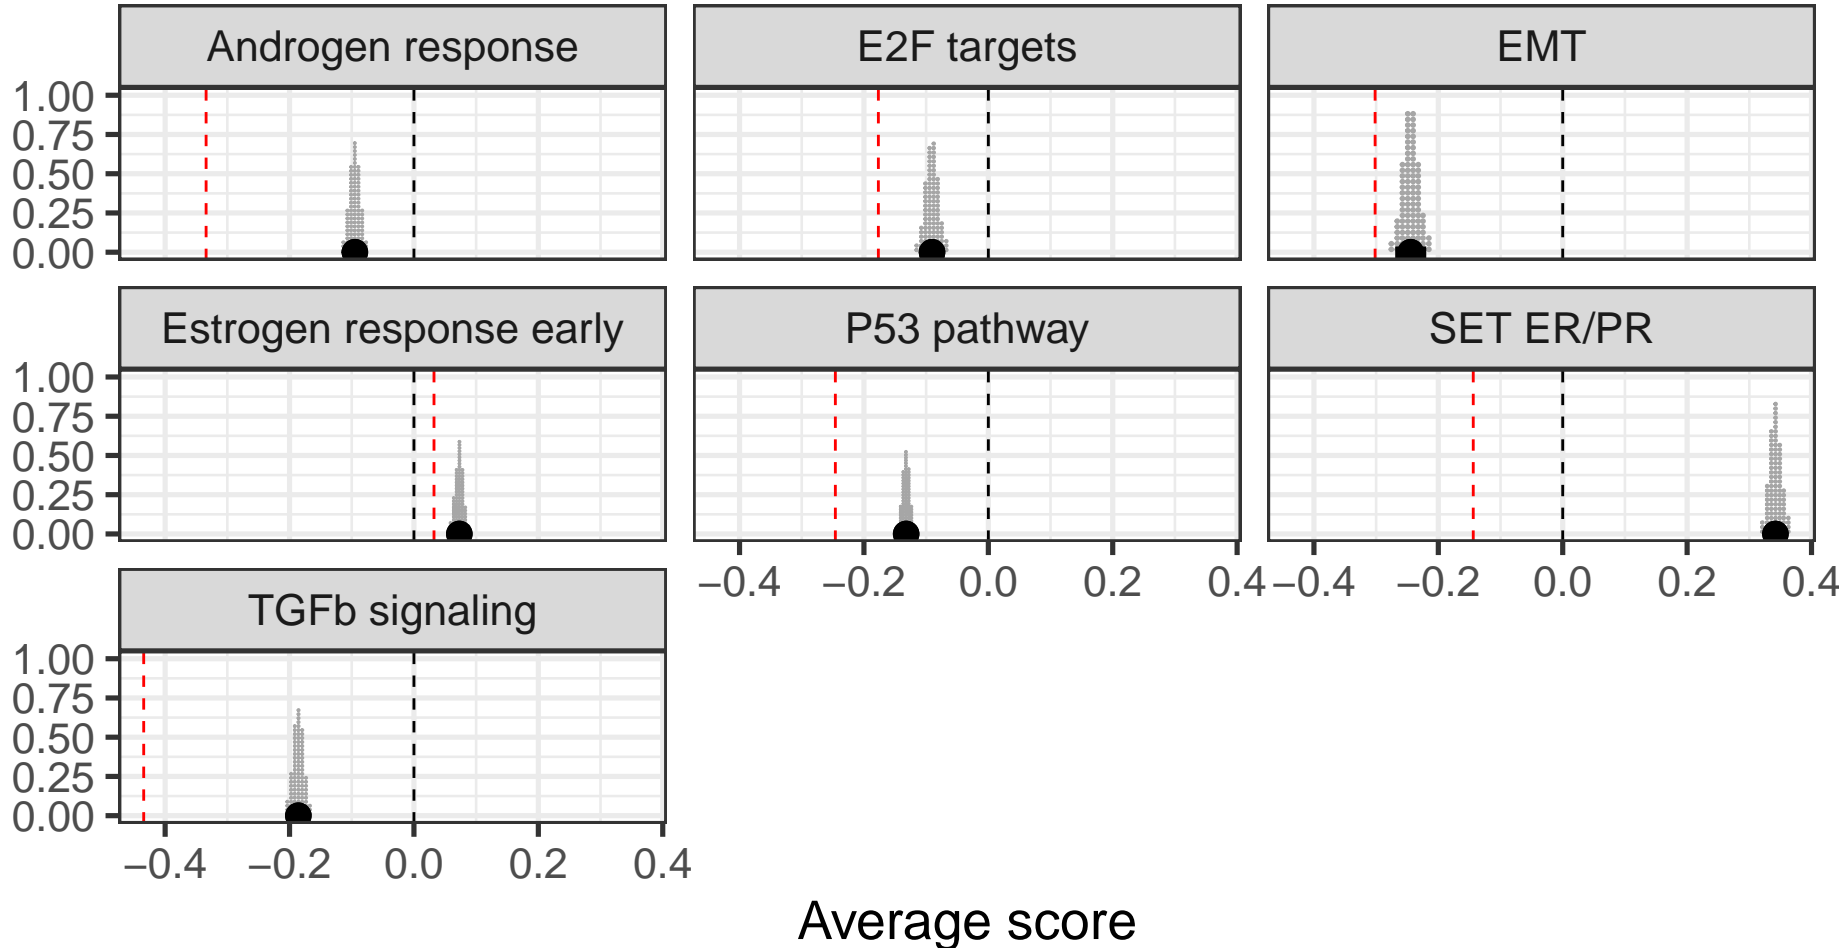 Androgen response
E2F targets
EMT
1.00
0.75
0.50
0.25
0.00
Estrogen response early
P53 pathway
SET ER/PR
1.00
0.75
0.50
0.25
0.00
−0.4 −0.2 0.0 0.2 0.4
−0.4 −0.2 0.0 0.2 0.4
TGFb signaling
1.00
0.75
0.50
0.25
0.00
−0.4 −0.2 0.0 0.2 0.4
Average score